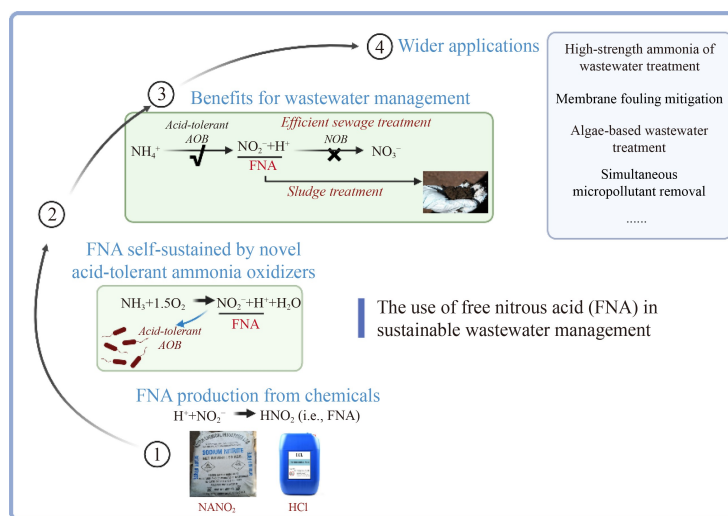 ④ Wider applications
High-strength ammonia of
wastewater treatment
Membrane fouling mitigation
Algae-based wastewater
treatment
Simultaneous
micropollutant removal
......
③
Benefits for wastewater management
Acid-tolerant
AOB
Efficient sewage treatment
NOB
NH₄⁺
NO₂⁻+H⁺
NO₃⁻
FNA
Sludge treatment
②
FNA self-sustained by novel
acid-tolerant ammonia oxidizers
NH₃+1.5O₂
NO₂⁻+H⁺+H₂O
FNA
Acid-tolerant
AOB
The use of free nitrous acid (FNA) in
sustainable wastewater management
FNA production from chemicals
H⁺+NO₂⁻
HNO₂ (i.e., FNA)
①
SODIUM NITRITE
NANO₂
HCl